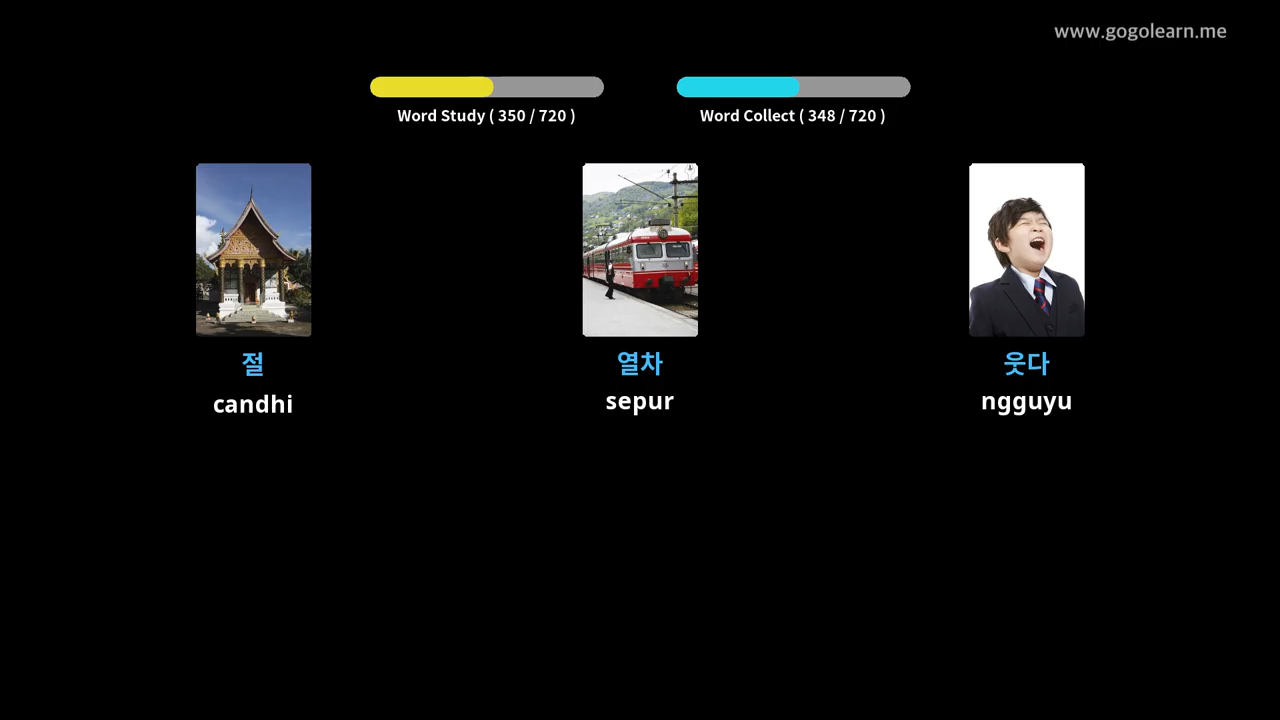 www.gogolearn.me
Word Study ( 350 / 720 )
Word Collect ( 348 / 720 )
절
열차
웃다
candhi
sepur
ngguyu